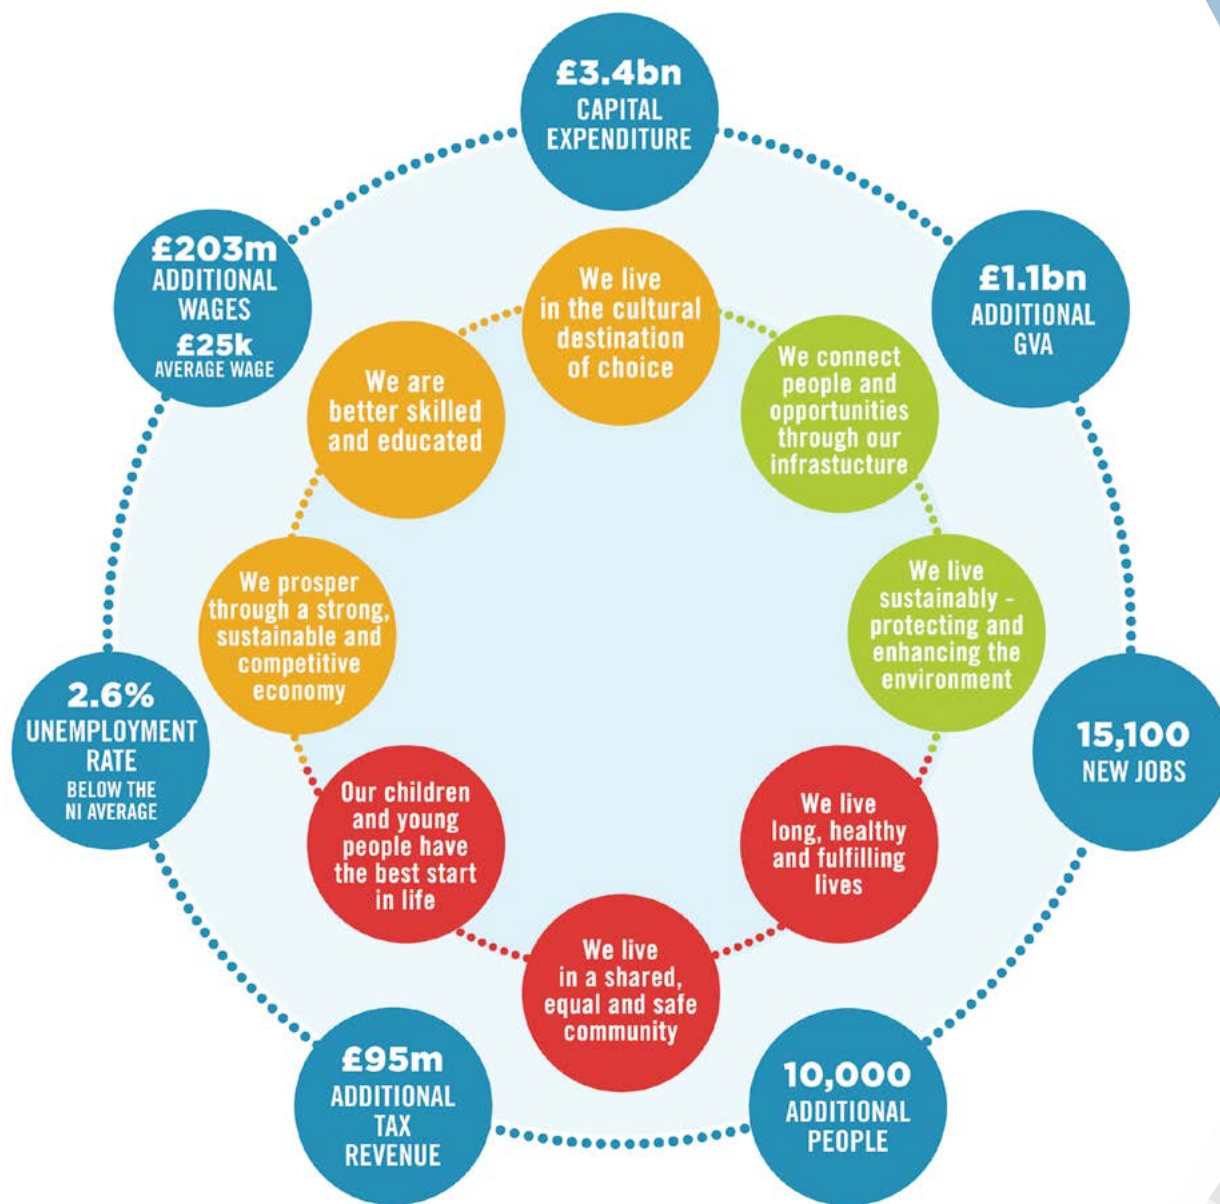 £3.4bn
CAPITAL
EXPENDITURE
£1.1bn
ADDITIONAL
GVA
15,100
NEW JOBS
10,000
ADDITIONAL
PEOPLE
£95m
ADDITIONAL
TAX
REVENUE
2.6%
UNEMPLOYMENT
RATE
BELOW THE
NI AVERAGE
£203m
ADDITIONAL
WAGES
£25k
AVERAGE WAGE
We live
in the cultural
destination
of choice
We connect
people and
opportunities
through our
infrastucture
We live
sustainably -
protecting and
enhancing the
environment
We live
long, healthy
and fulfilling
lives
We live
in a shared,
equal and safe
community
Our children
and young
people have
the best start
in life
We prosper
through a strong,
sustainable and
competitive
economy
We are
better skilled
and educated